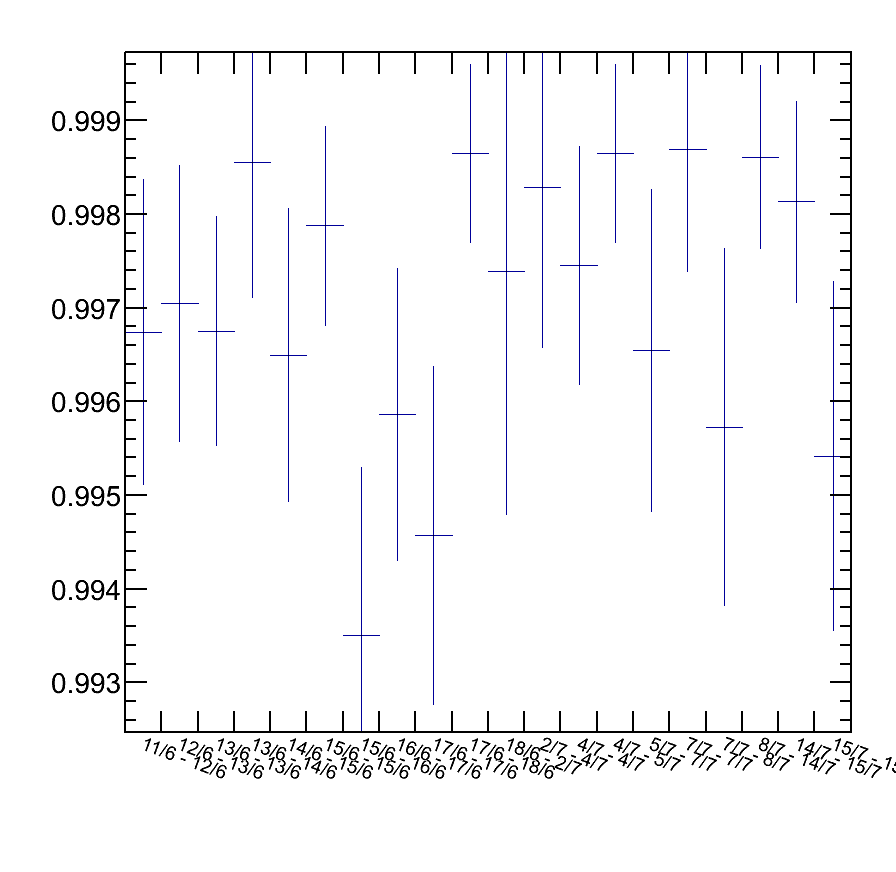 0.999
0.998
0.997
0.996
0.995
0.994
0.993
11/6 - 12/6
12/6 - 13/6
13/6 - 13/6
13/6 - 14/6
14/6 - 15/6
15/6 - 15/6
15/6 - 16/6
16/6 - 17/6
17/6 - 17/6
17/6 - 18/6
18/6 - 2/7
2/7 - 4/7
4/7 - 4/7
4/7 - 5/7
5/7 - 7/7
7/7 - 7/7
7/7 - 8/7
8/7 - 14/7
14/7 - 15/7
15/7 -